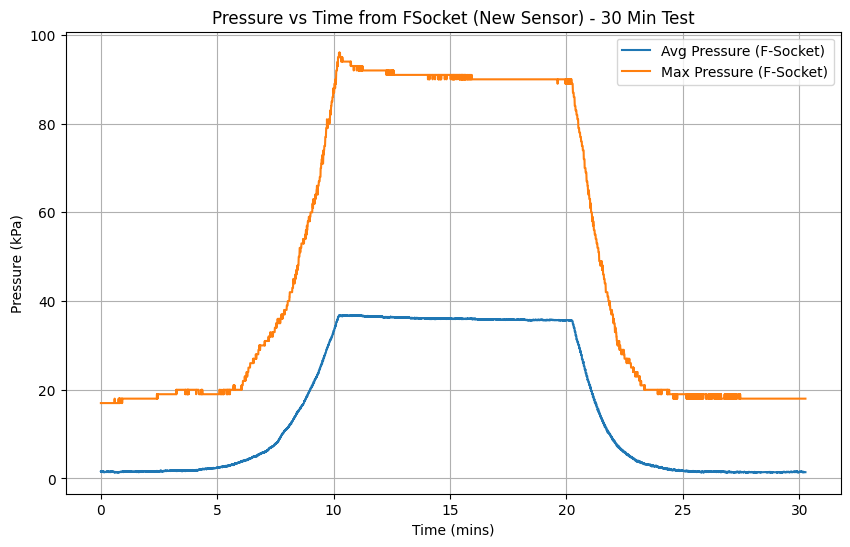 Pressure vs Time from FSocket (New Sensor) - 30 Min Test
Avg Pressure (F-Socket)
Max Pressure (F-Socket)
Pressure (kPa)
100
80
60
40
20
0
0 5 10 15 20 25 30
Time (mins)